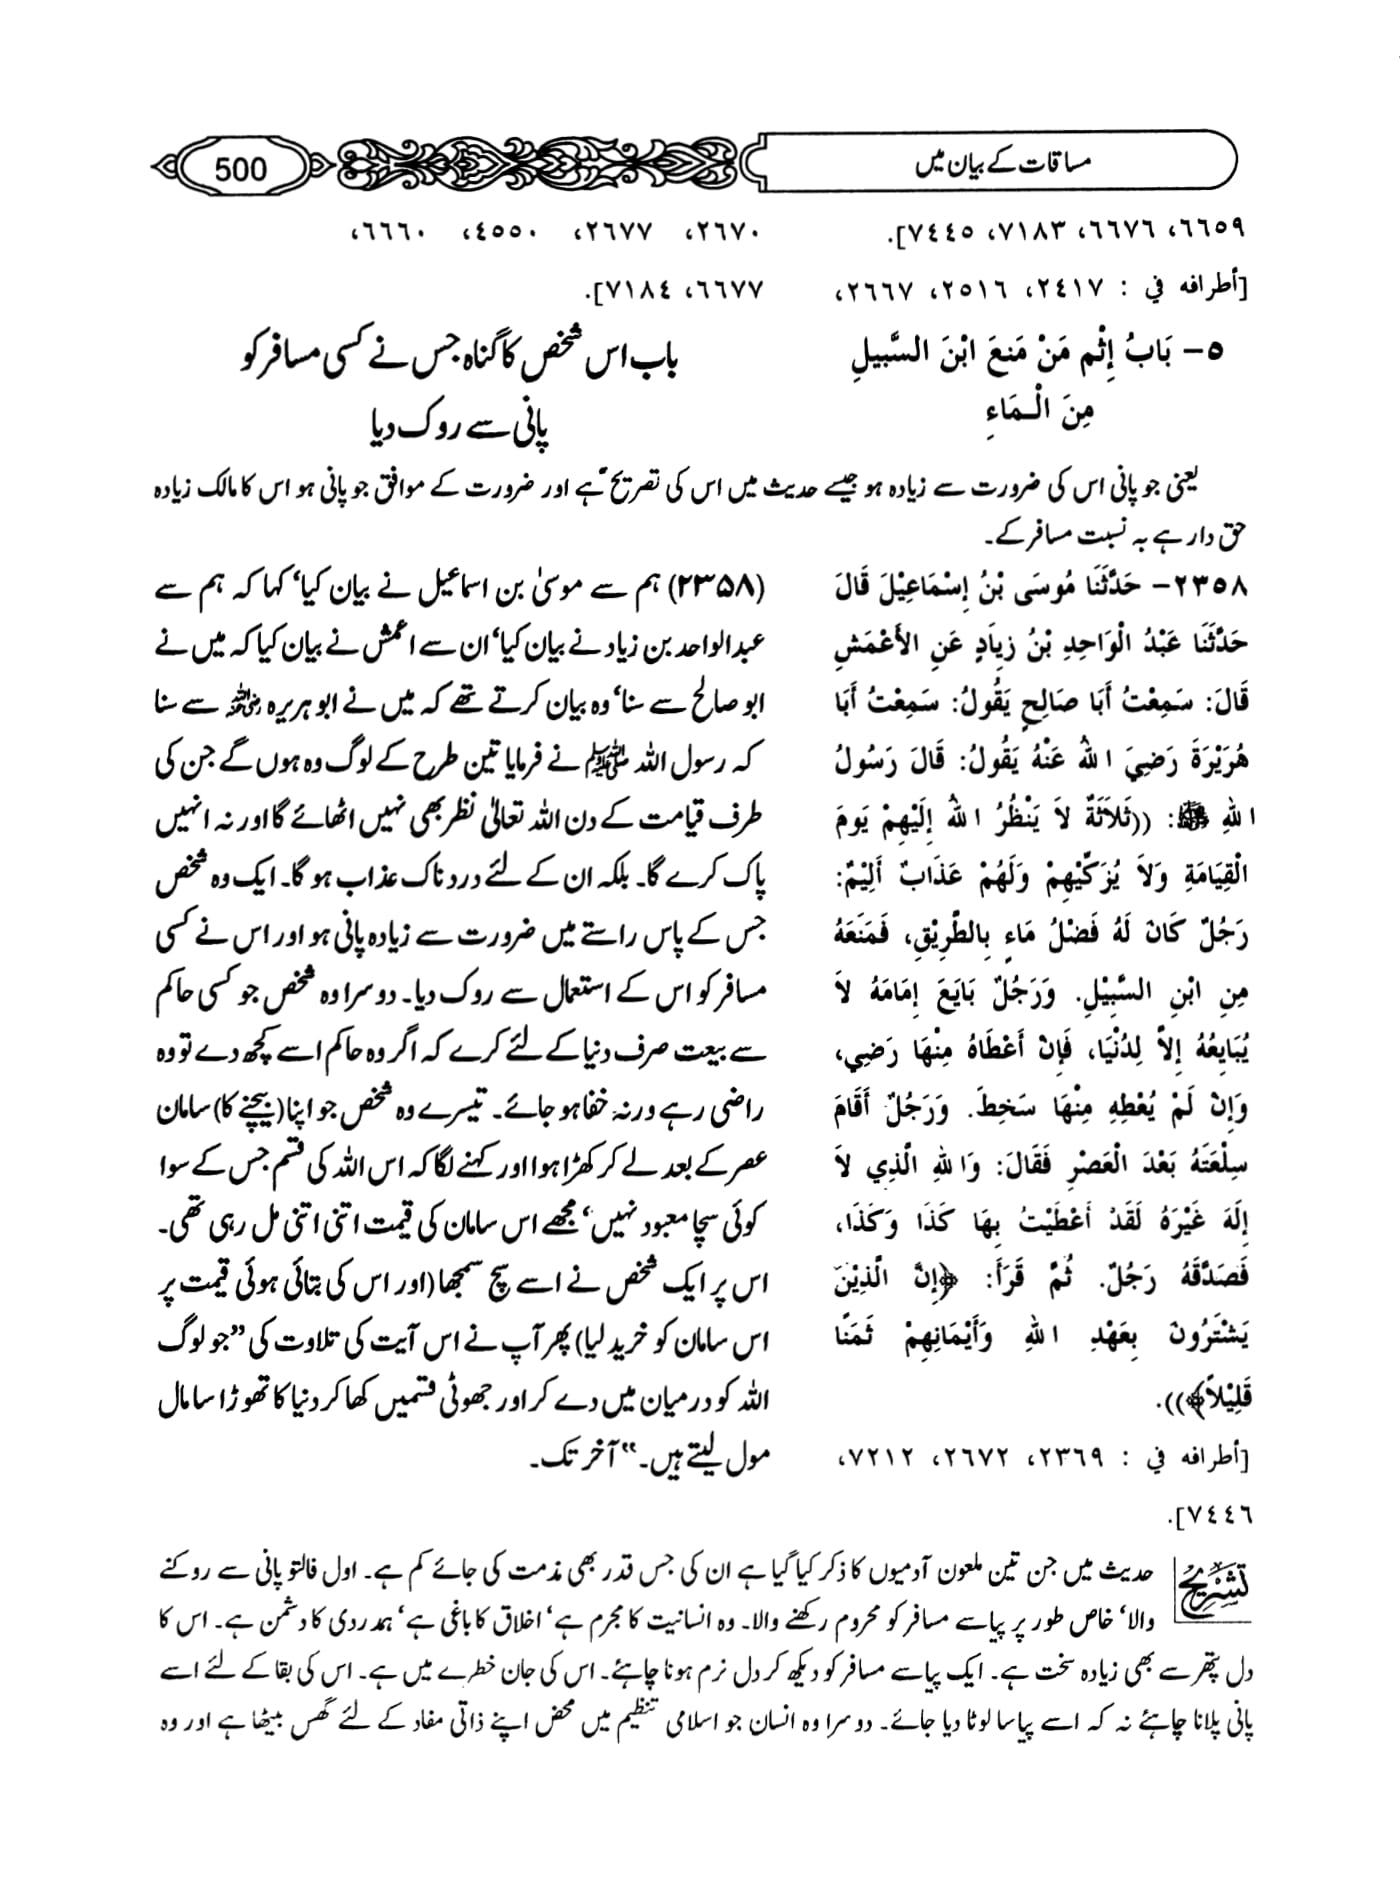 مساقات کے بیان میں
500
٦٦٥٩، ٦٦٧٦، ٧١٨٣، ٧٤٤٥].
[أطرافه في : ٢٤١٧، ٢٥١٦، ٢٦٦٧،
٢٦٧٠، ٢٦٧٧، ٤٥٥٠، ٦٦٦٠،
٦٦٧٧، ٧١٨٤].
٥- بَابُ إِثْمِ مَنْ مَنَعَ ابْنَ السَّبِيلِ
مِنَ الْـمَاءِ
باب اس شخص کا گناہ جس نے کسی مسافر کو
پانی سے روک دیا
یعنی جو پانی اس کی ضرورت سے زیادہ ہو جیسے حدیث میں اس کی تصریح ہے اور ضرورت کے موافق جو پانی ہو اس کا مالک زیادہ
حق دار ہے بہ نسبت مسافر کے۔
٢٣٥٨- حَدَّثَنَا مُوسَى بْنُ إِسْمَاعِيْلَ قَالَ
حَدَّثَنَا عَبْدُ الْوَاحِدِ بْنُ زِيَادٍ عَنِ الأَعْمَشِ
قَالَ: سَمِعْتُ أَبَا صَالِحٍ يَقُولُ: سَمِعْتُ أَبَا
هُرَيْرَةَ رَضِيَ اللهُ عَنْهُ يَقُولُ: قَالَ رَسُولُ
اللهِ ﷺ: ((ثَلاَثَةٌ لاَ يَنْظُرُ اللهُ إِلَيْهِمْ يَومَ
الْقِيَامَةِ وَلاَ يُزَكِّيْهِمْ وَلَهُمْ عَذَابٌ أَلِيْمٌ:
رَجُلٌ كَانَ لَهُ فَضْلُ مَاءٍ بِالطَّرِيْقِ، فَمَنَعَهُ
مِنِ ابْنِ السَّبِيْلِ. وَرَجُلٌ بَايَعَ إِمَامَهُ لاَ
يُبَايِعُهُ إِلاَّ لِدُنْيَا، فَإِنْ أَعْطَاهُ مِنْهَا رَضِيَ،
وَإِنْ لَمْ يُعْطِهِ مِنْهَا سَخِطَ. وَرَجُلٌ أَقَامَ
سِلْعَتَهُ بَعْدَ الْعَصْرِ فَقَالَ: وَاللهِ الَّذِي لاَ
إِلَهَ غَيْرَهُ لَقَدْ أَعْطَيْتُ بِهَا كَذَا وَكَذَا،
فَصَدَّقَهُ رَجُلٌ. ثُمَّ قَرَأَ: ﴿إِنَّ الَّذِيْنَ
يَشْتَرُونَ بِعَهْدِ اللهِ وَأَيْمَانِهِمْ ثَمَنًا
قَلِيْلاً﴾)).
[أطرافه في : ٢٣٦٩، ٢٦٧٢، ٧٢١٢،
٧٤٤٦].
(۲۳۵۸) ہم سے موسیٰ بن اسماعیل نے بیان کیا‘ کہا کہ ہم سے
عبدالواحد بن زیاد نے بیان کیا‘ ان سے اعمش نے بیان کیا کہ میں نے
ابو صالح سے سنا‘ وہ بیان کرتے تھے کہ میں نے ابو ہریرہ رضی اللہ عنہ سے سنا
کہ رسول اللہ ﷺ نے فرمایا تین طرح کے لوگ وہ ہوں گے جن کی
طرف قیامت کے دن اللہ تعالیٰ نظر بھی نہیں اٹھائے گا اور نہ انہیں
پاک کرے گا۔ بلکہ ان کے لئے درد ناک عذاب ہو گا۔ ایک وہ شخص
جس کے پاس راستے میں ضرورت سے زیادہ پانی ہو اور اس نے کسی
مسافر کو اس کے استعمال سے روک دیا۔ دوسرا وہ شخص جو کسی حاکم
سے بیعت صرف دنیا کے لئے کرے کہ اگر وہ حاکم اسے کچھ دے تو وہ
راضی رہے ورنہ خفا ہو جائے۔ تیسرے وہ شخص جو اپنا (بیچنے کا) سامان
عصر کے بعد لے کر کھڑا ہوا اور کہنے لگا کہ اس اللہ کی قسم جس کے سوا
کوئی سچا معبود نہیں‘ مجھے اس سامان کی قیمت اتنی اتنی مل رہی تھی۔
اس پر ایک شخص نے اسے سچ سمجھا (اور اس کی بتائی ہوئی قیمت پر
اس سامان کو خرید لیا) پھر آپ نے اس آیت کی تلاوت کی ”جو لوگ
اللہ کو درمیان میں دے کر اور جھوٹی قسمیں کھا کر دنیا کا تھوڑا سا مال
مول لیتے ہیں۔“ آخر تک۔
تشریح حدیث میں جن تین ملعون آدمیوں کا ذکر کیا گیا ہے ان کی جس قدر بھی مذمت کی جائے کم ہے۔ اول فالتو پانی سے روکنے
والا‘ خاص طور پر پیاسے مسافر کو محروم رکھنے والا۔ وہ انسانیت کا مجرم ہے‘ اخلاق کا باغی ہے‘ ہمدردی کا دشمن ہے۔ اس کا
دل پتھر سے بھی زیادہ سخت ہے۔ ایک پیاسے مسافر کو دیکھ کر دل نرم ہونا چاہئے۔ اس کی جان خطرے میں ہے۔ اس کی بقا کے لئے اسے
پانی پلانا چاہئے نہ کہ اسے پیاسا لوٹا دیا جائے۔ دوسرا وہ انسان جو اسلامی تنظیم میں محض اپنے ذاتی مفاد کے لئے گھس بیٹھا ہے اور وہ